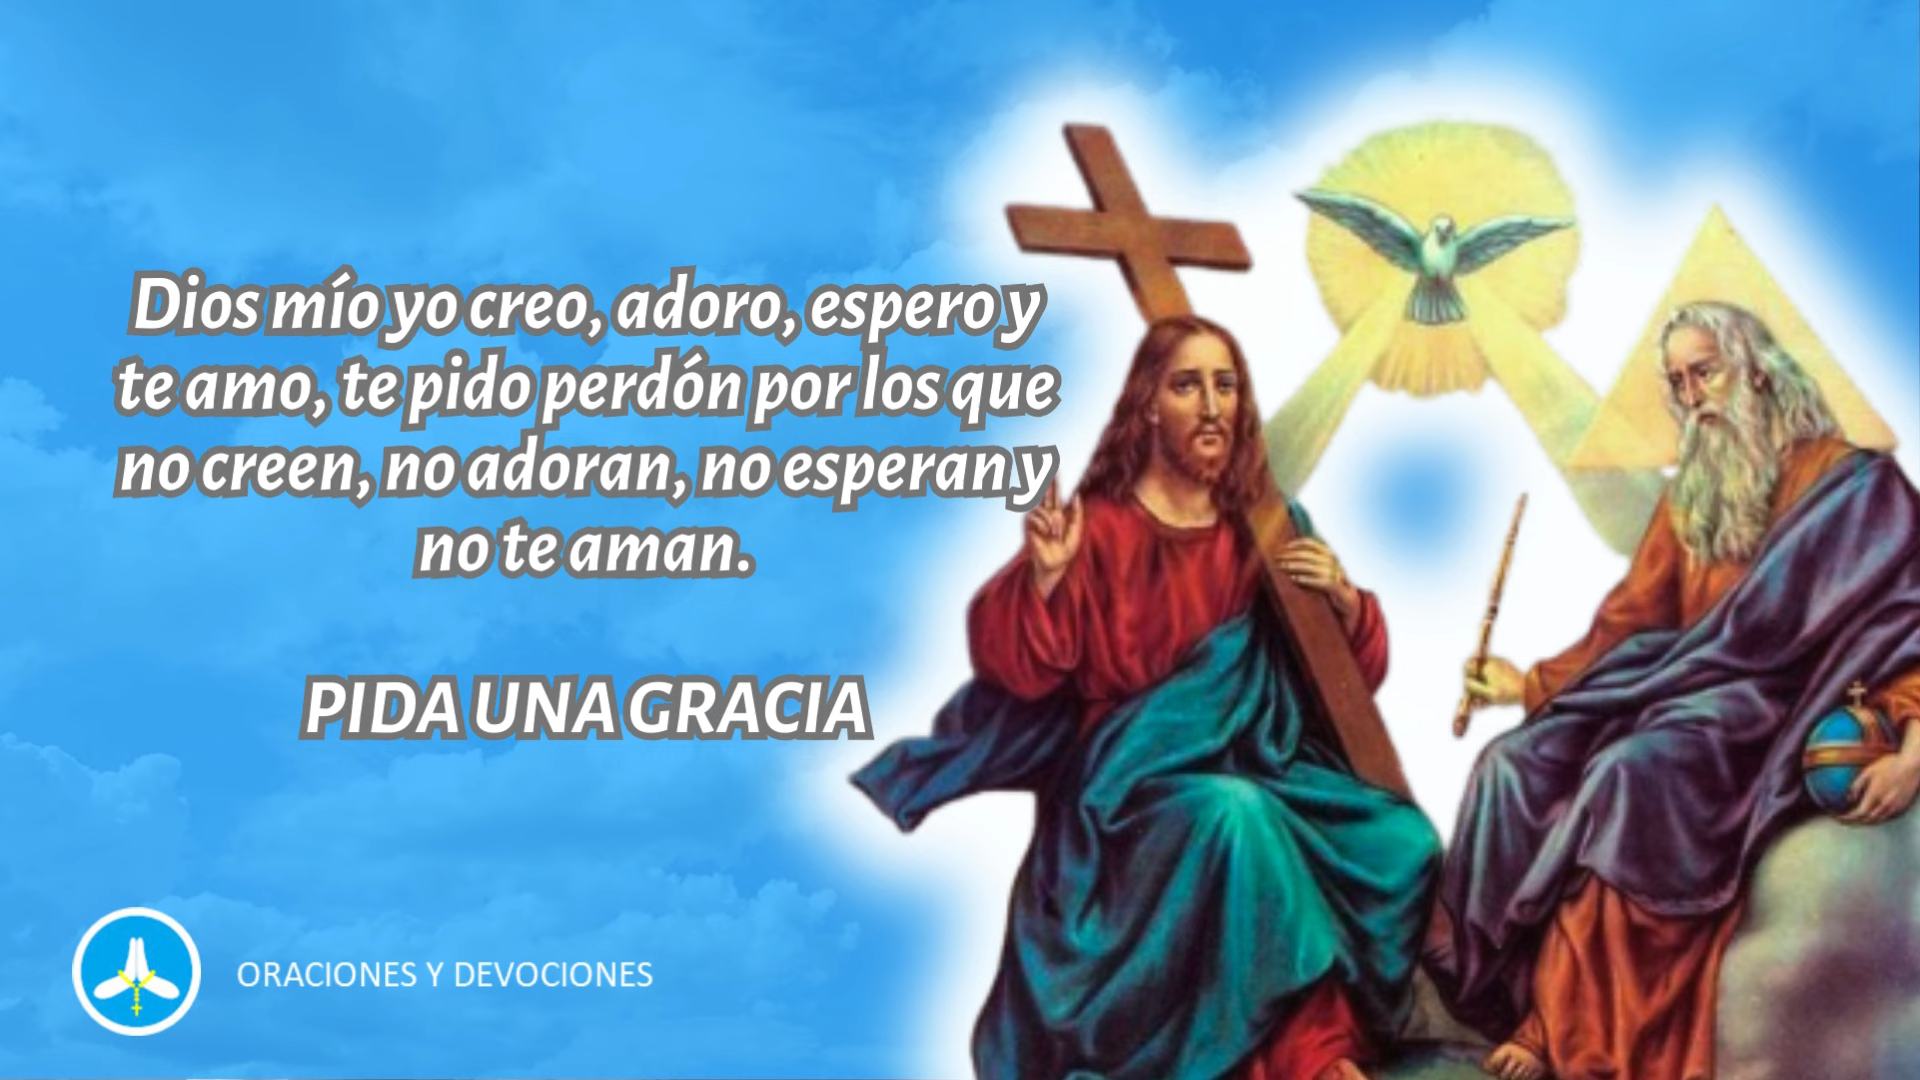 Dios mío yo creo, adoro, espero y
te amo, te pido perdón por los que
no creen, no adoran, no esperan y
no te aman.
PIDA UNA GRACIA
ORACIONES Y DEVOCIONES